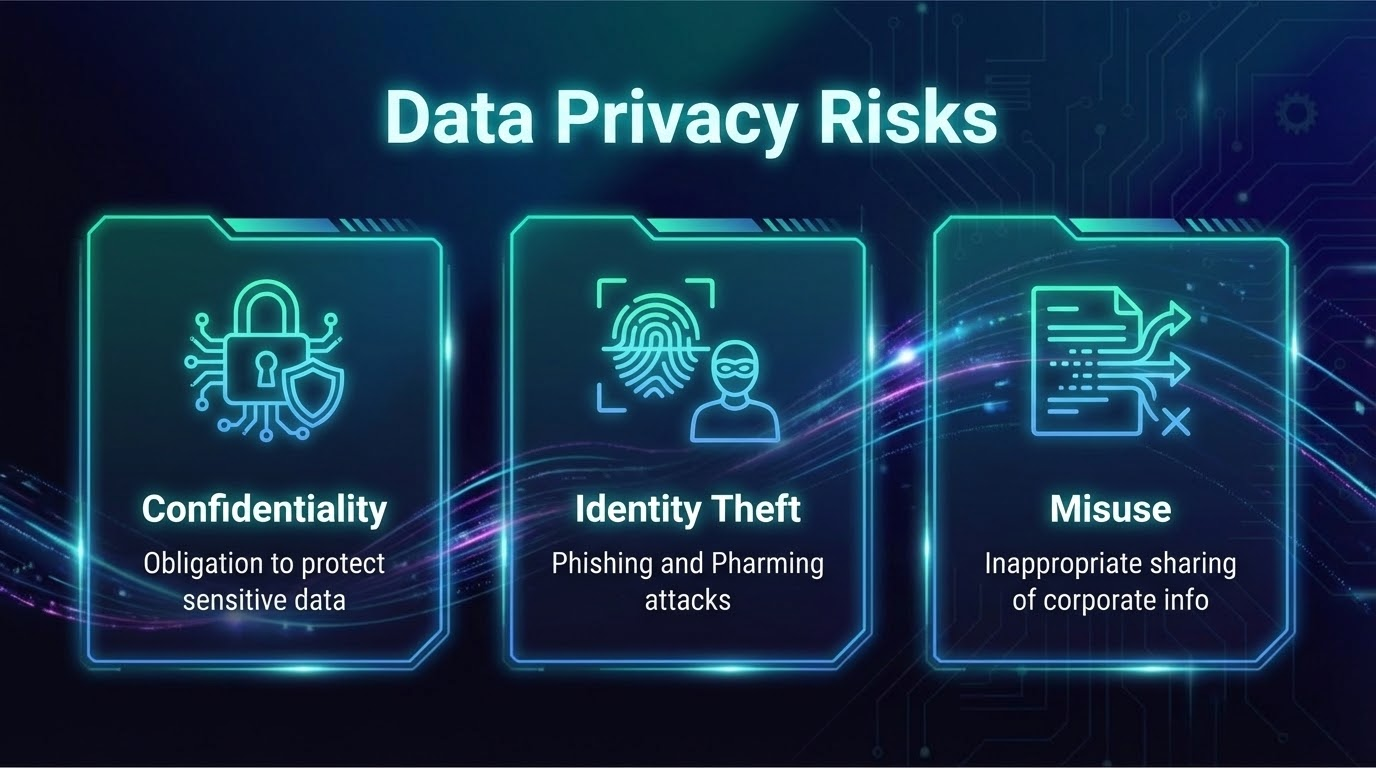 Data Privacy Risks
Confidentiality
Obligation to protect
sensitive data
Identity Theft
Phishing and Pharming
attacks
Misuse
Inappropriate sharing
of corporate info